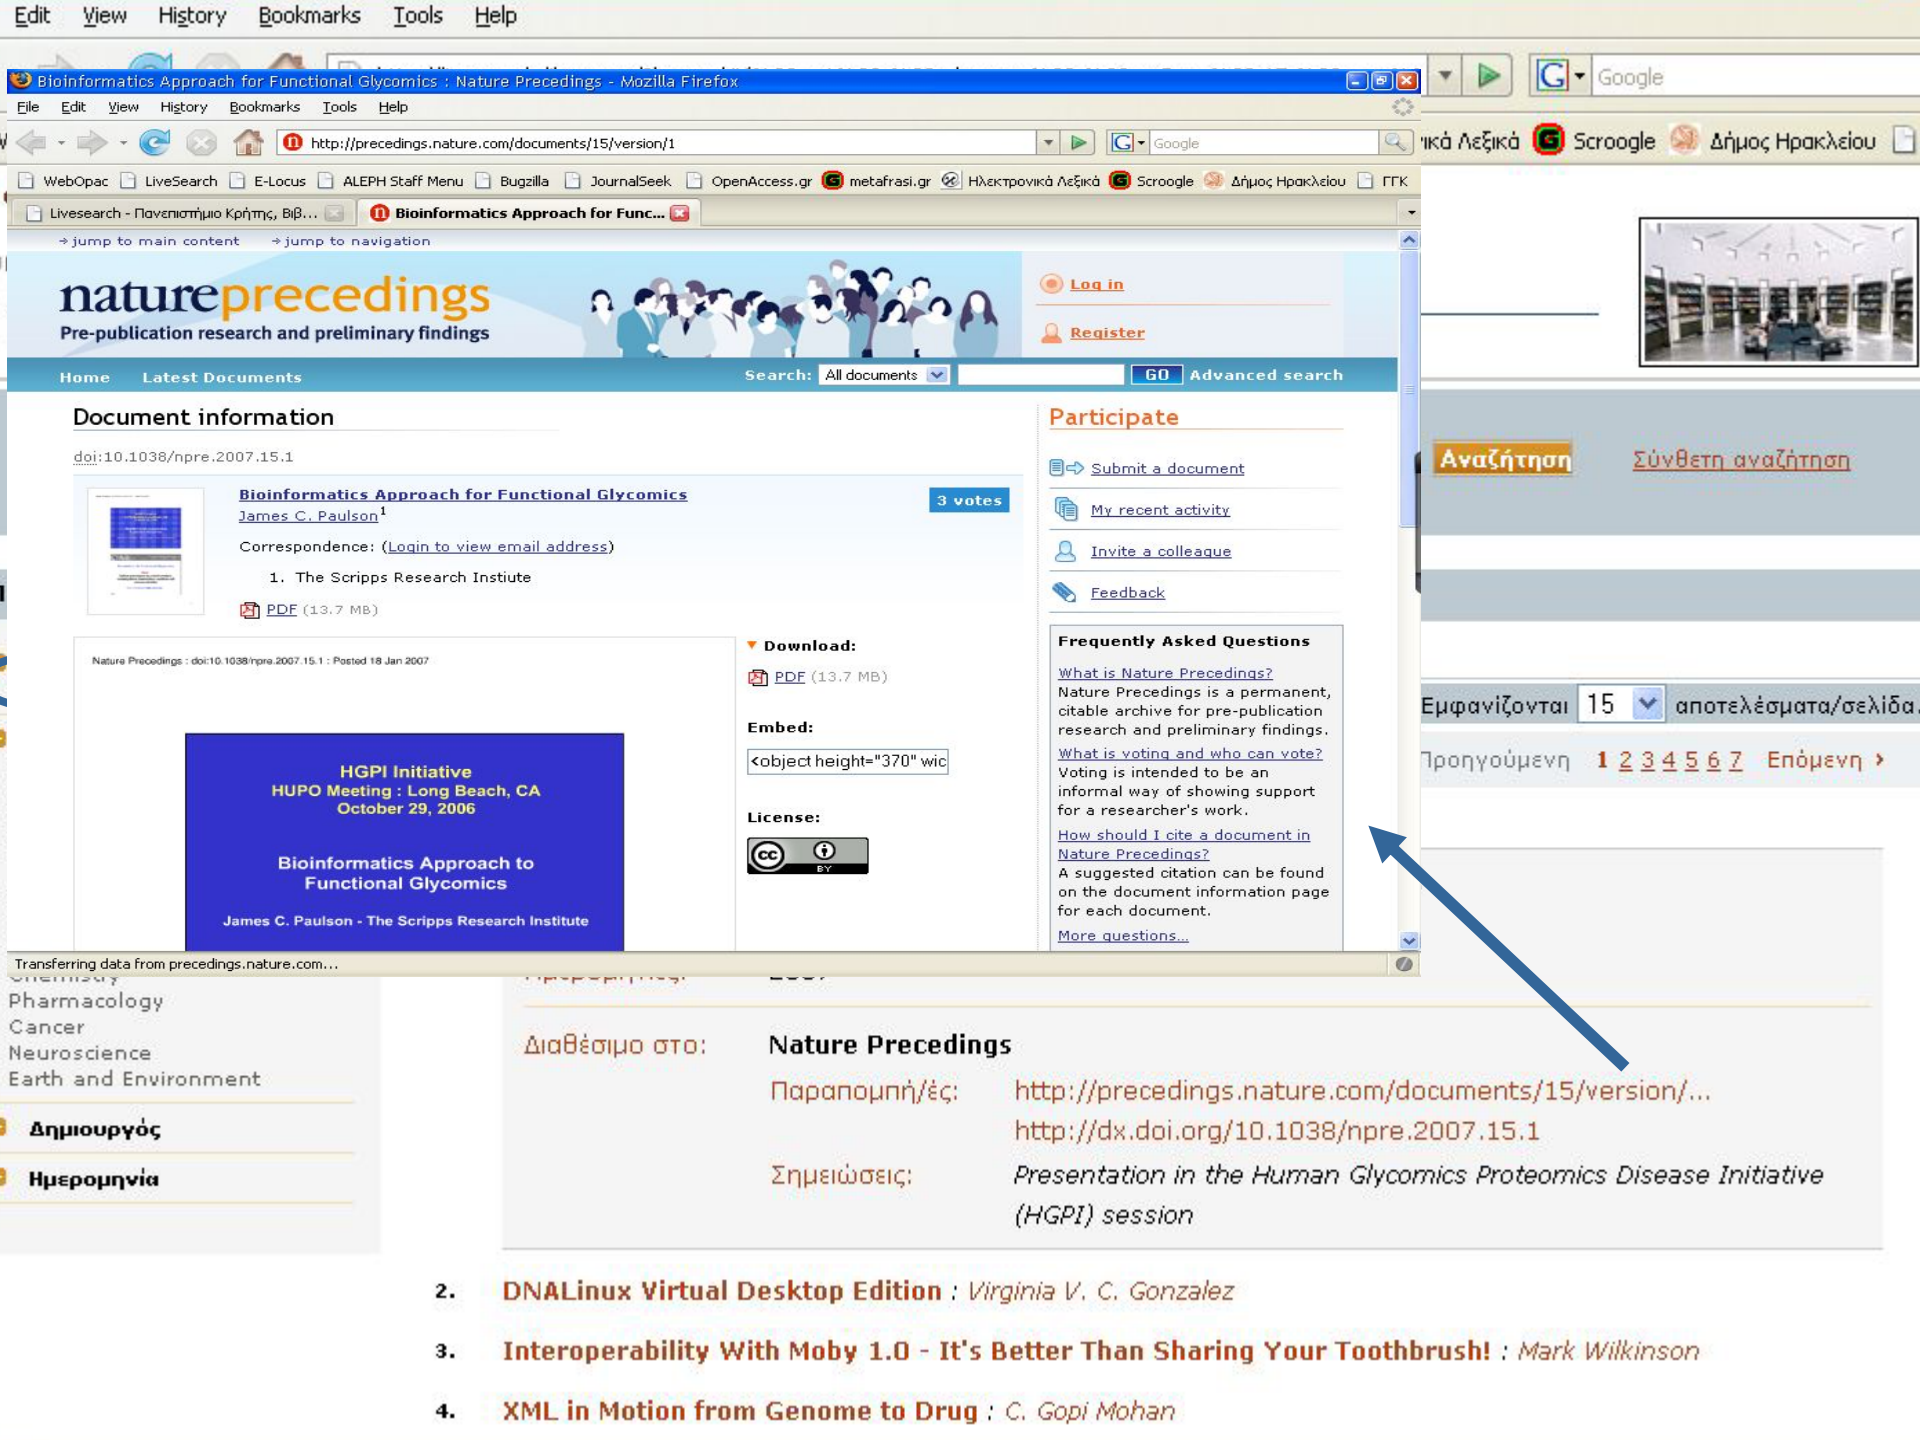 Edit View History Bookmarks Tools Help
Google
Bioinformatics Approach for Functional Glycomics : Nature Precedings - Mozilla Firefox
File Edit View History Bookmarks Tools Help
http://precedings.nature.com/documents/15/version/1
Google
WebOpac LiveSearch E-Locus ALEPH Staff Menu Bugzilla JournalSeek OpenAccess.gr metafrasi.gr Ηλεκτρονικά Λεξικά Scroogle Δήμος Ηρακλείου ΓΓΚ
Λεξικά Scroogle Δήμος Ηρακλείου
Livesearch - Πανεπιστήμιο Κρήτης, Βιβ... Bioinformatics Approach for Func...
jump to main content jump to navigation
natureprecedings
Pre-publication research and preliminary findings
Log in
Register
Home Latest Documents Search: All documents GO Advanced search
Document information
doi:10.1038/npre.2007.15.1
Bioinformatics Approach for Functional Glycomics
3 votes
James C. Paulson1
Correspondence: (Login to view email address)
1. The Scripps Research Instiute
PDF (13.7 MB)
Nature Precedings : doi:10.1038/npre.2007.15.1 : Posted 18 Jan 2007
HGPI Initiative
HUPO Meeting : Long Beach, CA
October 29, 2006
Bioinformatics Approach to
Functional Glycomics
James C. Paulson - The Scripps Research Institute
Download:
PDF (13.7 MB)
Embed:
<object height="370" wic
License:
cc
BY
Participate
Submit a document
My recent activity
Invite a colleague
Feedback
Frequently Asked Questions
What is Nature Precedings?
Nature Precedings is a permanent,
citable archive for pre-publication
research and preliminary findings.
What is voting and who can vote?
Voting is intended to be an
informal way of showing support
for a researcher's work.
How should I cite a document in
Nature Precedings?
A suggested citation can be found
on the document information page
for each document.
More questions...
Transferring data from precedings.nature.com...
Αναζήτηση Σύνθετη αναζήτηση
Εμφανίζονται 15 αποτελέσματα/σελίδα.
Προηγούμενη 1 2 3 4 5 6 7 Επόμενη ›
Chemistry
Pharmacology
Cancer
Neuroscience
Earth and Environment
Δημιουργός
Ημερομηνία
Διαθέσιμο στο: Nature Precedings
Παραπομπή/ές: http://precedings.nature.com/documents/15/version/...
http://dx.doi.org/10.1038/npre.2007.15.1
Σημειώσεις: Presentation in the Human Glycomics Proteomics Disease Initiative
(HGPI) session
2. DNALinux Virtual Desktop Edition : Virginia V. C. Gonzalez
3. Interoperability With Moby 1.0 - It's Better Than Sharing Your Toothbrush! : Mark Wilkinson
4. XML in Motion from Genome to Drug : C. Gopi Mohan